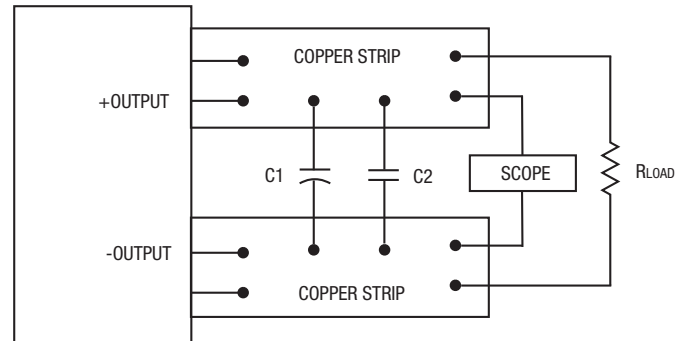 COPPER STRIP
+OUTPUT
C1
C2
SCOPE
RLOAD
-OUTPUT
COPPER STRIP